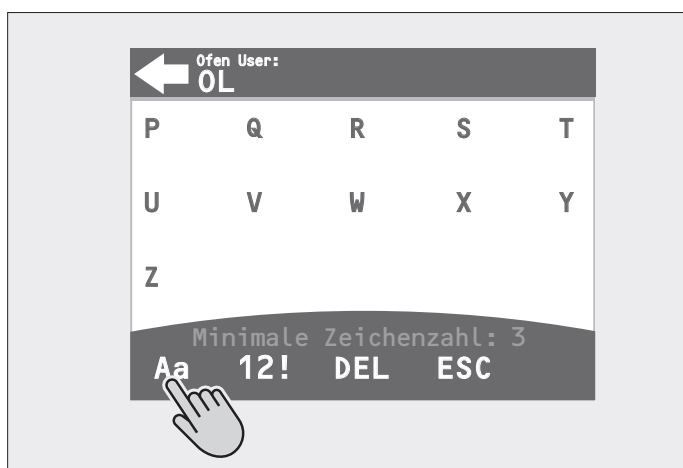 Ofen User:
OL
P Q R S T
U V W X Y
Z
Minimale Zeichenzahl: 3
Aa 12! DEL ESC